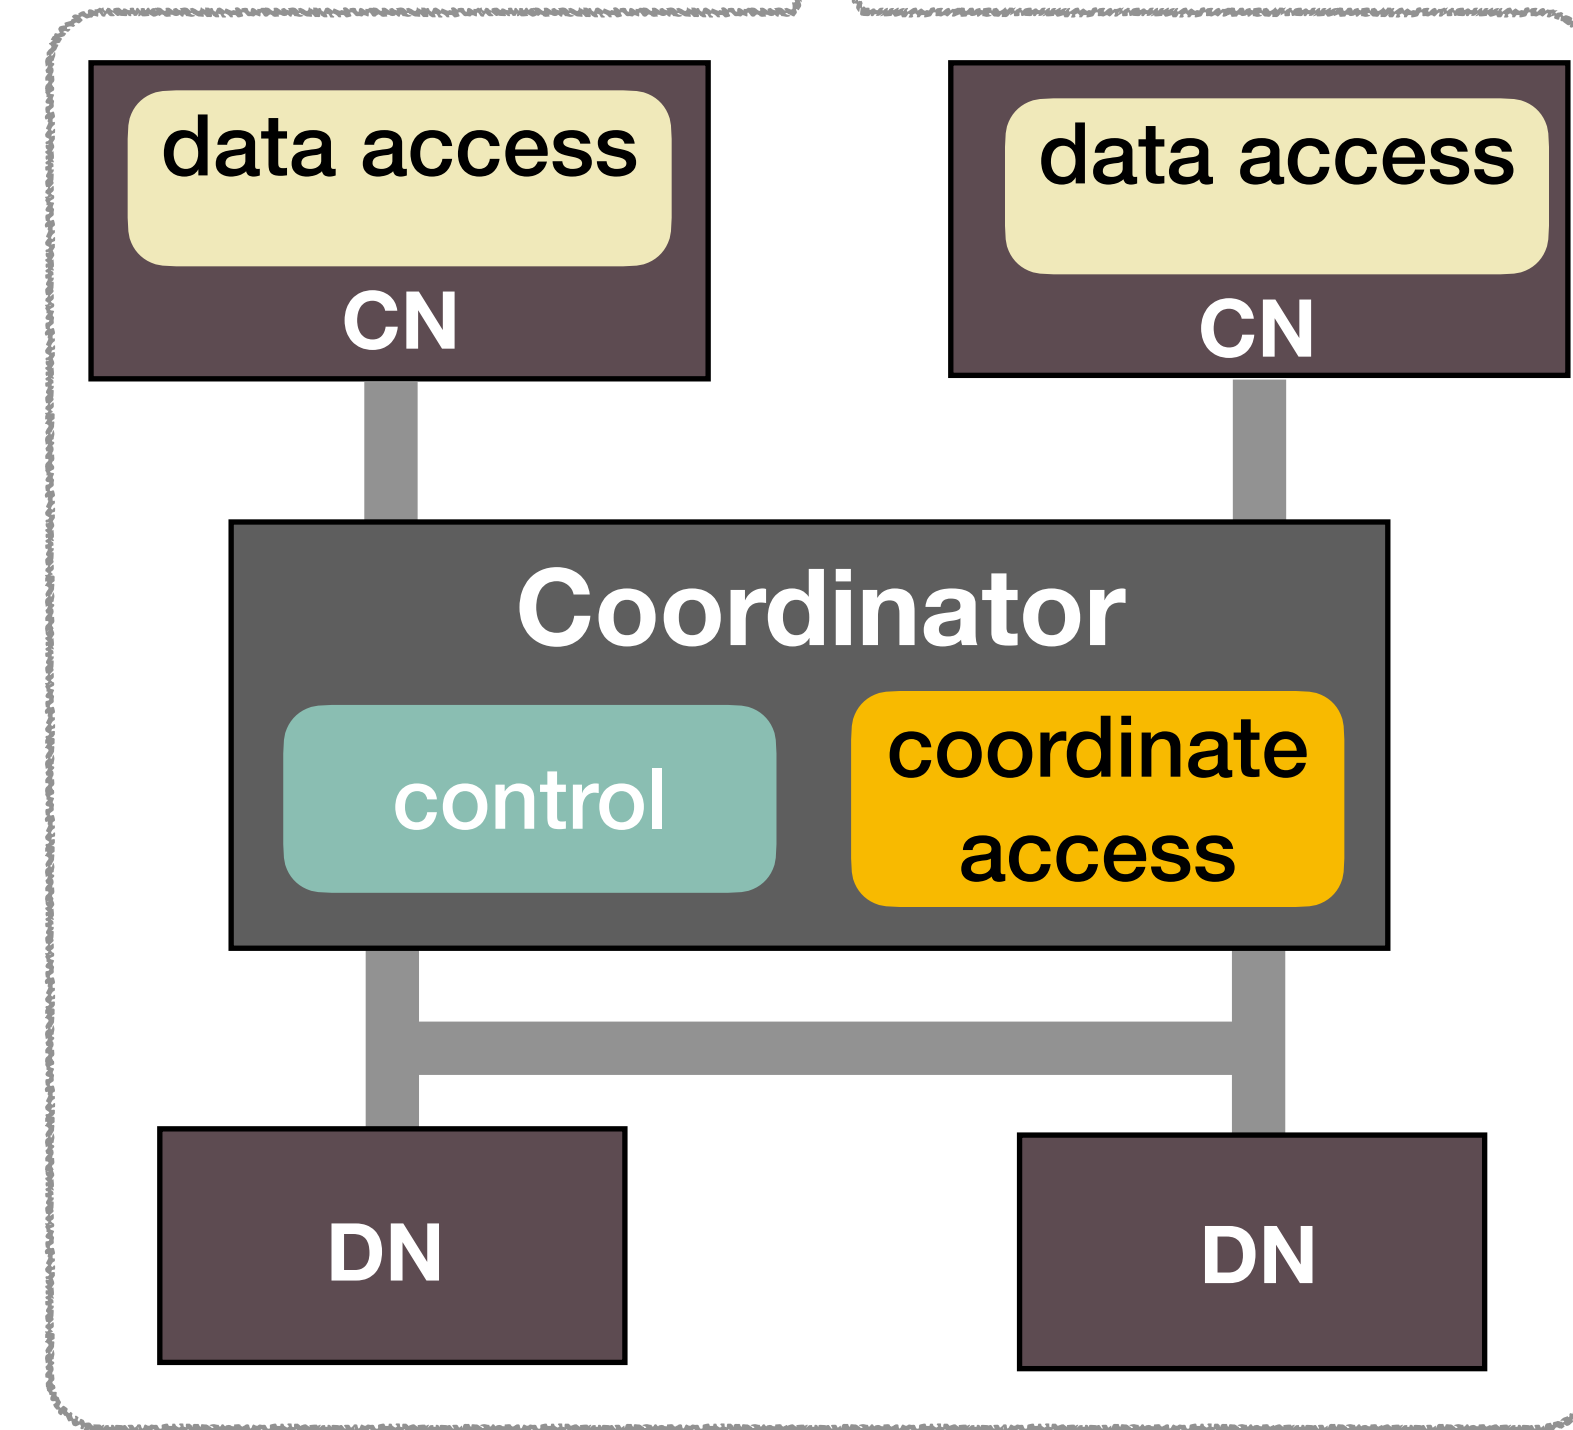 data access
CN
data access
CN
Coordinator
control
coordinate
access
DN
DN